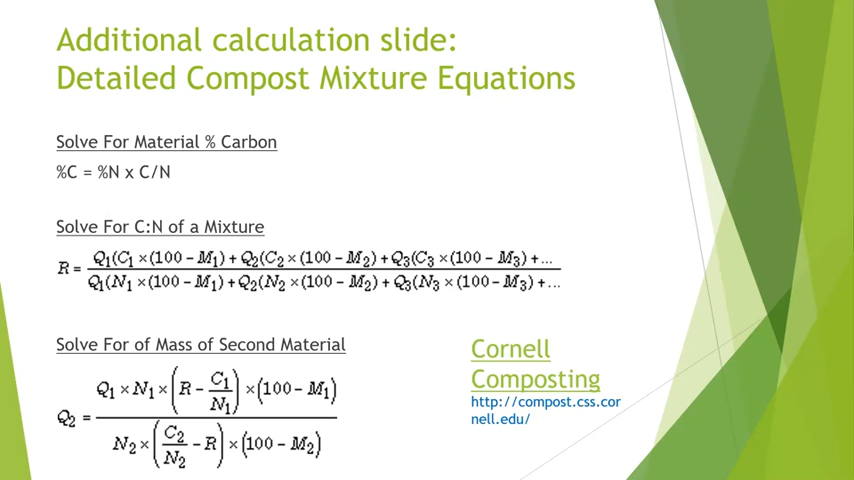 Additional calculation slide:
Detailed Compost Mixture Equations
Solve For Material % Carbon
%C = %N x C/N
Solve For C:N of a Mixture
R = Q₁(C₁ × (100 − M₁) + Q₂(C₂ × (100 − M₂) + Q₃(C₃ × (100 − M₃) + ...
Q₁(N₁ × (100 − M₁) + Q₂(N₂ × (100 − M₂) + Q₃(N₃ × (100 − M₃) + ...
Solve For of Mass of Second Material
Q₂ = Q₁ × N₁ × (R − C₁/N₁) × (100 − M₁)
N₂ × (C₂/N₂ − R) × (100 − M₂)
Cornell
Composting
http://compost.css.cor
nell.edu/